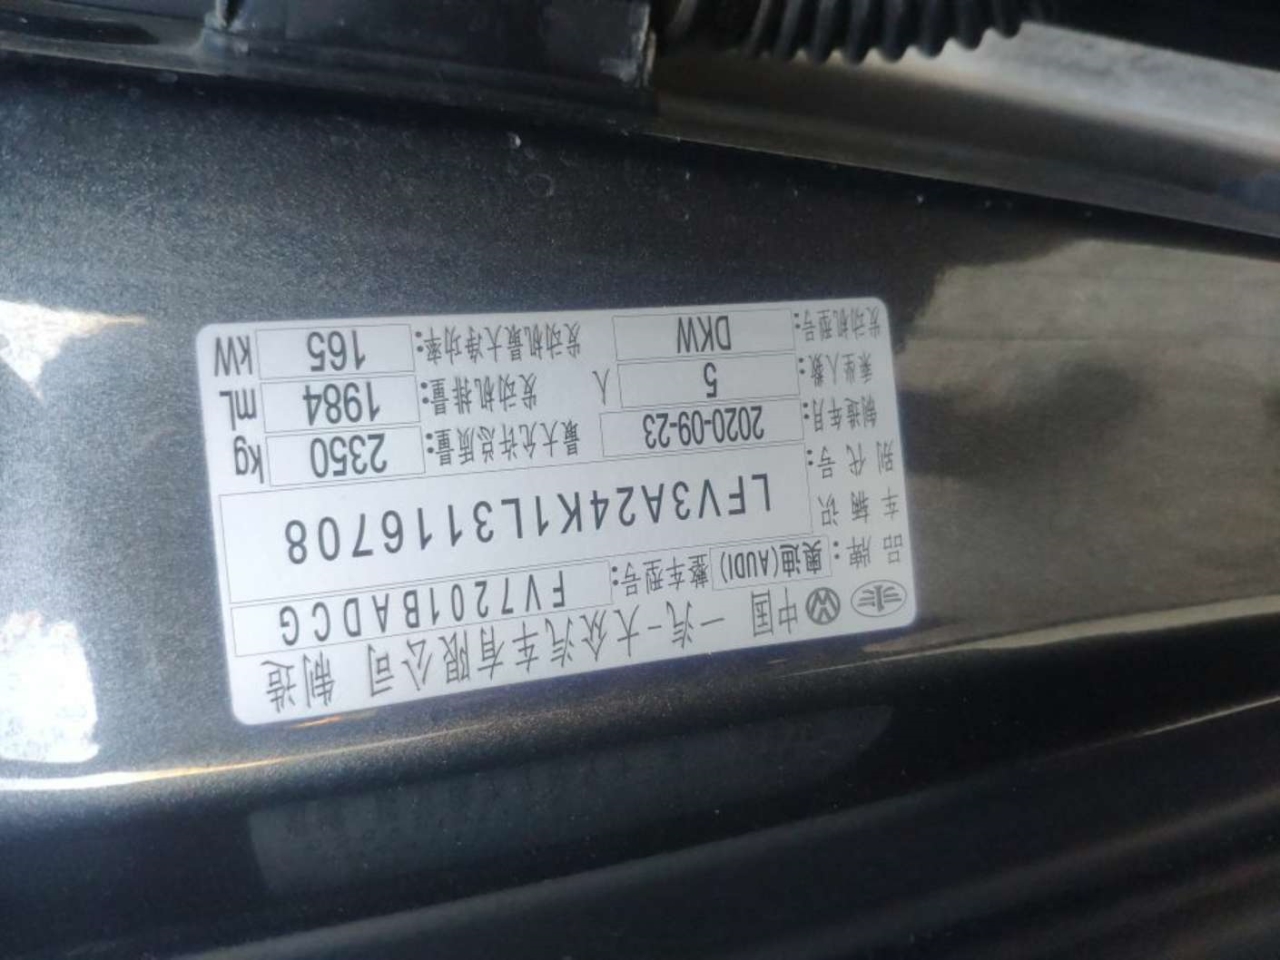 中国 一汽-大众汽车有限公司 制造
品牌: 奥迪(AUDI) 整车型号: FV7201BADCG
车辆识别代号: LFV3A24K1L3116708
制造年月: 2020-09-23 最大允许总质量: 2350 kg
乘坐人数: 5 人 发动机排量: 1984 mL
发动机型号: DKW 发动机最大净功率: 165 kW